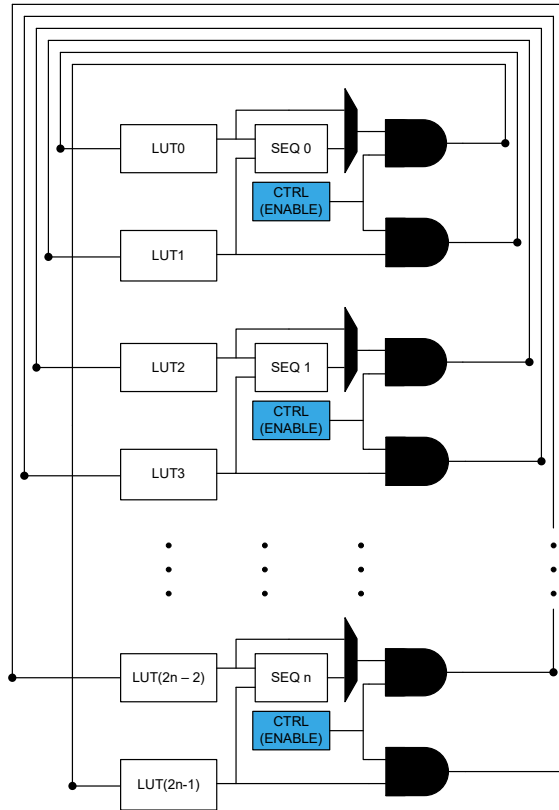 LUT0
SEQ 0
CTRL
(ENABLE)
LUT1
LUT2
SEQ 1
CTRL
(ENABLE)
LUT3
LUT(2n – 2)
SEQ n
CTRL
(ENABLE)
LUT(2n-1)